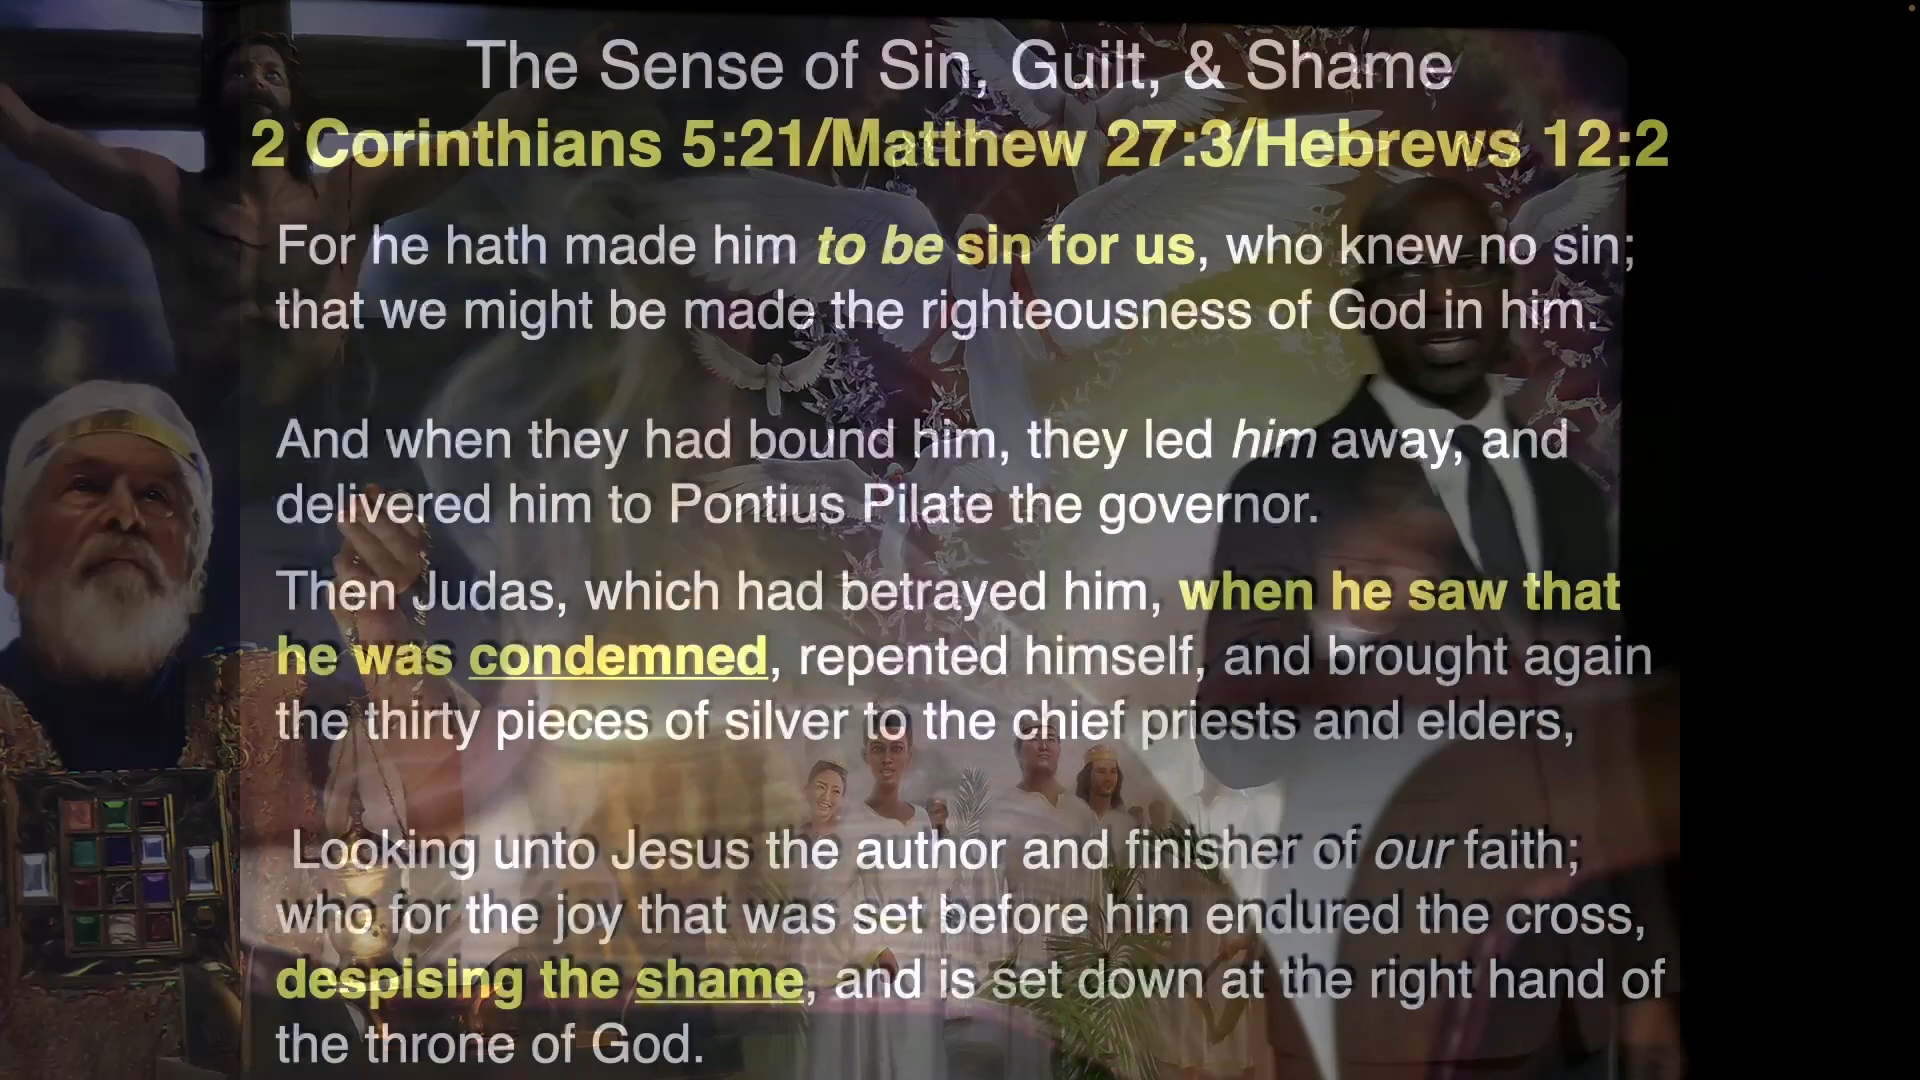 The Sense of Sin, Guilt, & Shame
2 Corinthians 5:21/Matthew 27:3/Hebrews 12:2
For he hath made him to be sin for us, who knew no sin;
that we might be made the righteousness of God in him.
And when they had bound him, they led him away, and
delivered him to Pontius Pilate the governor.
Then Judas, which had betrayed him, when he saw that
he was condemned, repented himself, and brought again
the thirty pieces of silver to the chief priests and elders,
Looking unto Jesus the author and finisher of our faith;
who for the joy that was set before him endured the cross,
despising the shame, and is set down at the right hand of
the throne of God.